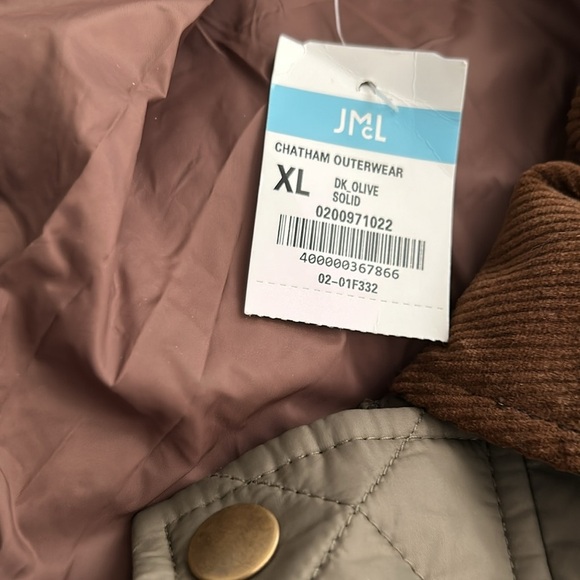 JMcL
CHATHAM OUTERWEAR
XL
DK_OLIVE
SOLID
0200971022
400000367866
02-01F332